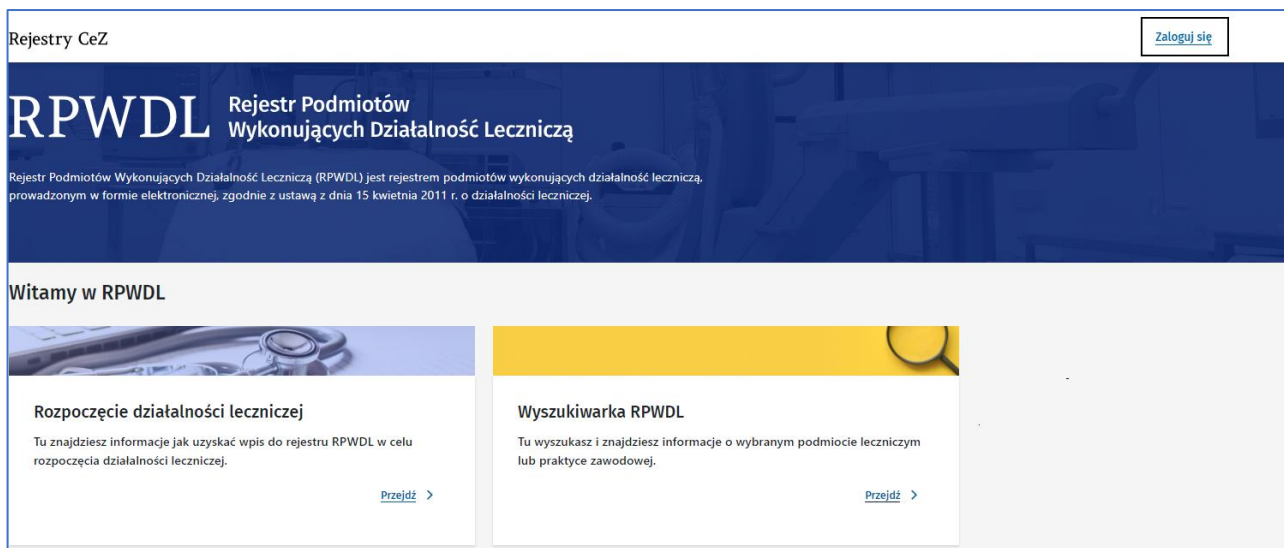 Rejestry CeZ
Zaloguj się
RPWDL
Rejestr Podmiotów
Wykonujących Działalność Leczniczą
Rejestr Podmiotów Wykonujących Działalność Leczniczą (RPWDL) jest rejestrem podmiotów wykonujących działalność leczniczą,
prowadzonym w formie elektronicznej, zgodnie z ustawą z dnia 15 kwietnia 2011 r. o działalności leczniczej.
Witamy w RPWDL
Rozpoczęcie działalności leczniczej
Tu znajdziesz informacje jak uzyskać wpis do rejestru RPWDL w celu
rozpoczęcia działalności leczniczej.
Przejdź
Wyszukiwarka RPWDL
Tu wyszukasz i znajdziesz informacje o wybranym podmiocie leczniczym
lub praktyce zawodowej.
Przejdź